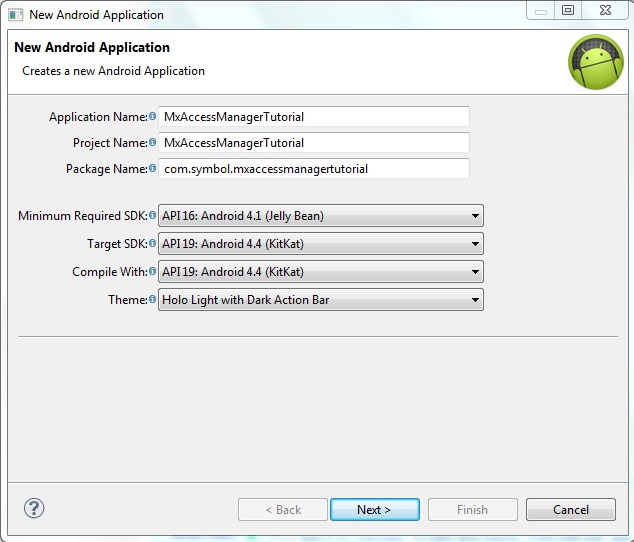 New Android Application
New Android Application
Creates a new Android Application
Application Name: MxAccessManagerTutorial
Project Name: MxAccessManagerTutorial
Package Name: com.symbol.mxaccessmanagertutorial
Minimum Required SDK: API 16: Android 4.1 (Jelly Bean)
Target SDK: API 19: Android 4.4 (KitKat)
Compile With: API 19: Android 4.4 (KitKat)
Theme: Holo Light with Dark Action Bar
? < Back Next > Finish Cancel